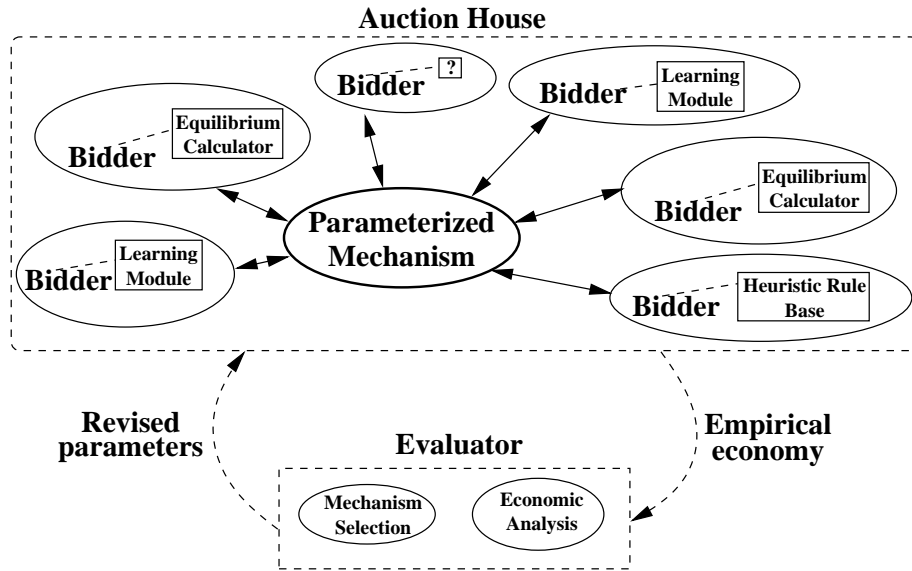 Auction House
Bidder
?
Bidder
Learning
Module
Bidder
Equilibrium
Calculator
Bidder
Equilibrium
Calculator
Parameterized
Mechanism
Bidder
Learning
Module
Bidder
Heuristic Rule
Base
Revised
parameters
Empirical
economy
Evaluator
Mechanism
Selection
Economic
Analysis